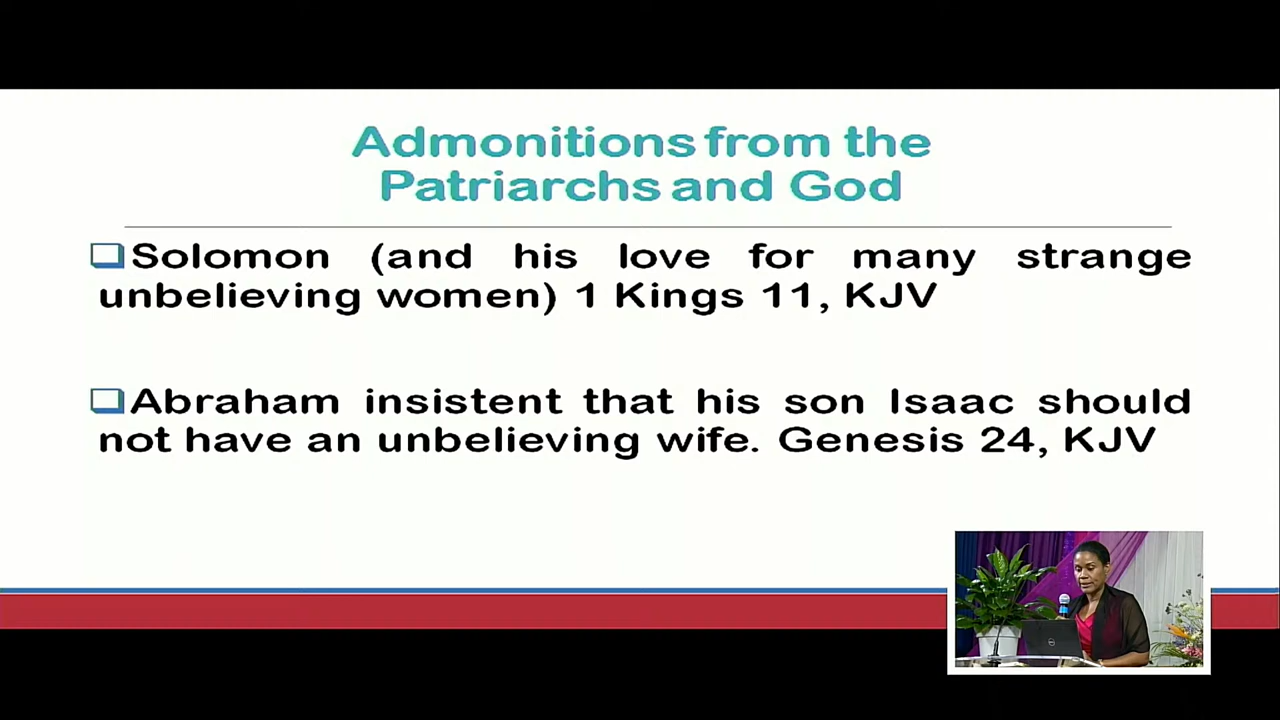 Admonitions from the
Patriarchs and God
Solomon (and his love for many strange
unbelieving women) 1 Kings 11, KJV
Abraham insistent that his son Isaac should
not have an unbelieving wife. Genesis 24, KJV